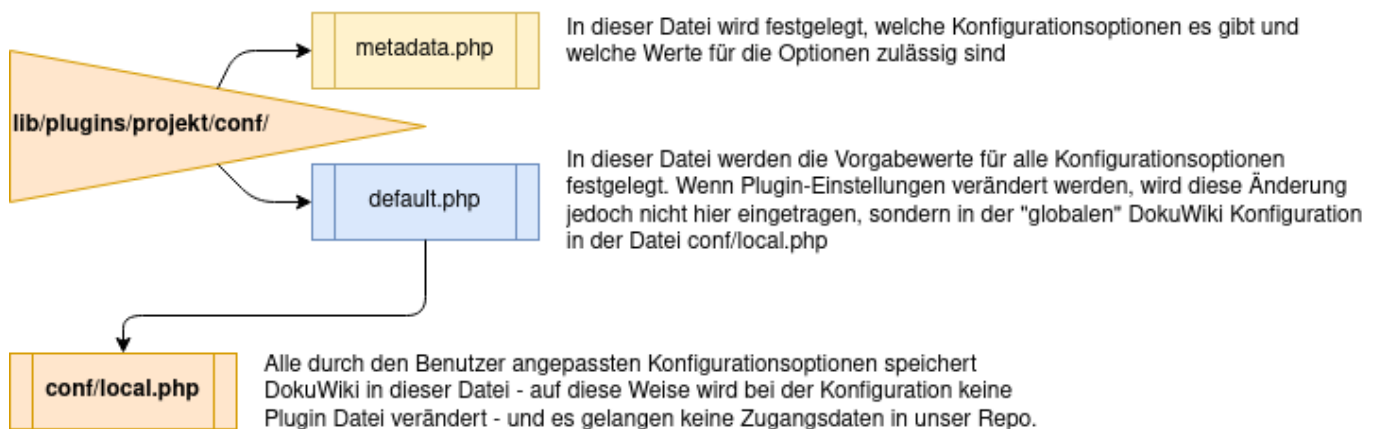 metadata.php
In dieser Datei wird festgelegt, welche Konfigurationsoptionen es gibt und
welche Werte für die Optionen zulässig sind
lib/plugins/projekt/conf/
default.php
In dieser Datei werden die Vorgabewerte für alle Konfigurationsoptionen
festgelegt. Wenn Plugin-Einstellungen verändert werden, wird diese Änderung
jedoch nicht hier eingetragen, sondern in der "globalen" DokuWiki Konfiguration
in der Datei conf/local.php
conf/local.php
Alle durch den Benutzer angepassten Konfigurationsoptionen speichert
DokuWiki in dieser Datei - auf diese Weise wird bei der Konfiguration keine
Plugin Datei verändert - und es gelangen keine Zugangsdaten in unser Repo.